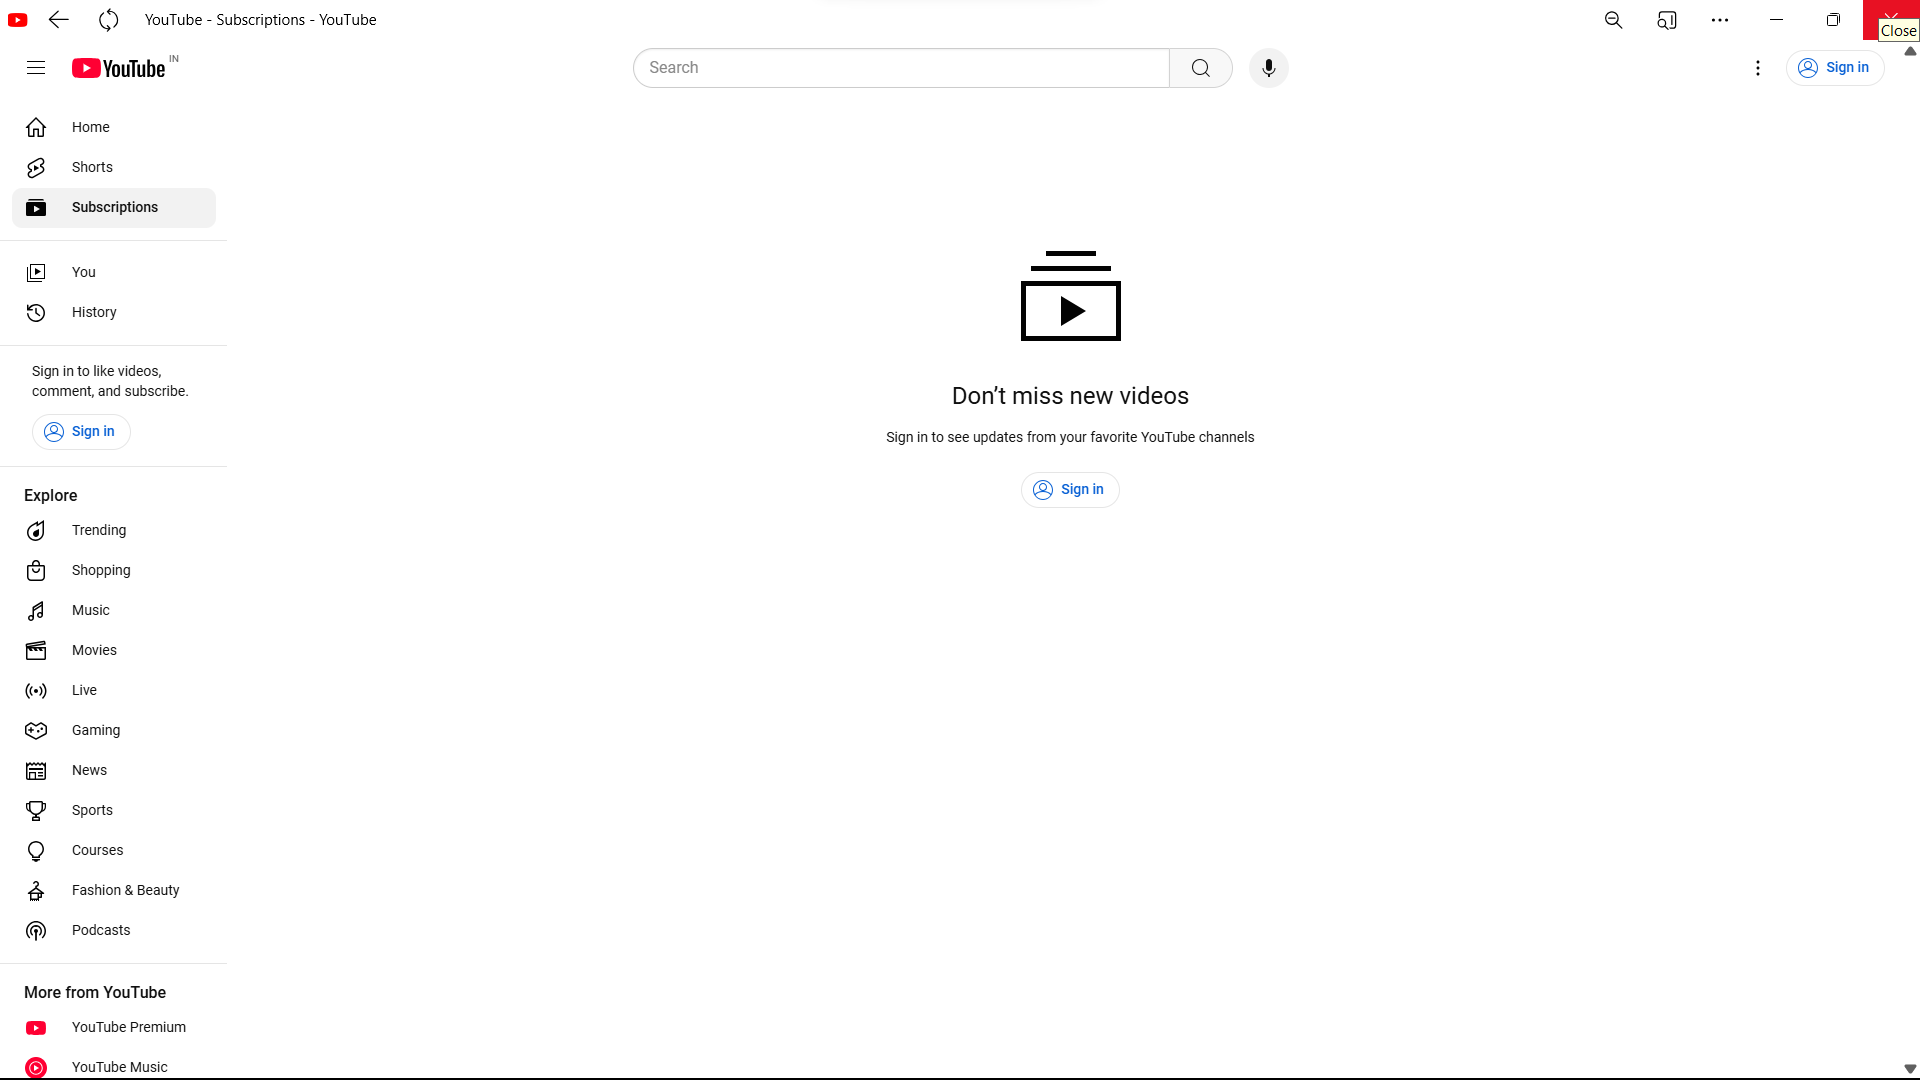 YouTube - Subscriptions - YouTube
Close
YouTube IN
Search
Sign in
Home
Shorts
Subscriptions
You
History
Sign in to like videos,
comment, and subscribe.
Sign in
Explore
Trending
Shopping
Music
Movies
Live
Gaming
News
Sports
Courses
Fashion & Beauty
Podcasts
More from YouTube
YouTube Premium
YouTube Music
Don’t miss new videos
Sign in to see updates from your favorite YouTube channels
Sign in